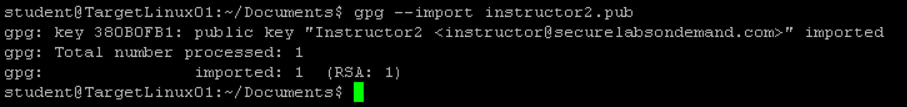 student@TargetLinux01:~/Documents$ gpg --import instructor2.pub
gpg: key 380B0FB1: public key "Instructor2 <instructor@securelabsondemand.com>" imported
gpg: Total number processed: 1
gpg:               imported: 1  (RSA: 1)
student@TargetLinux01:~/Documents$